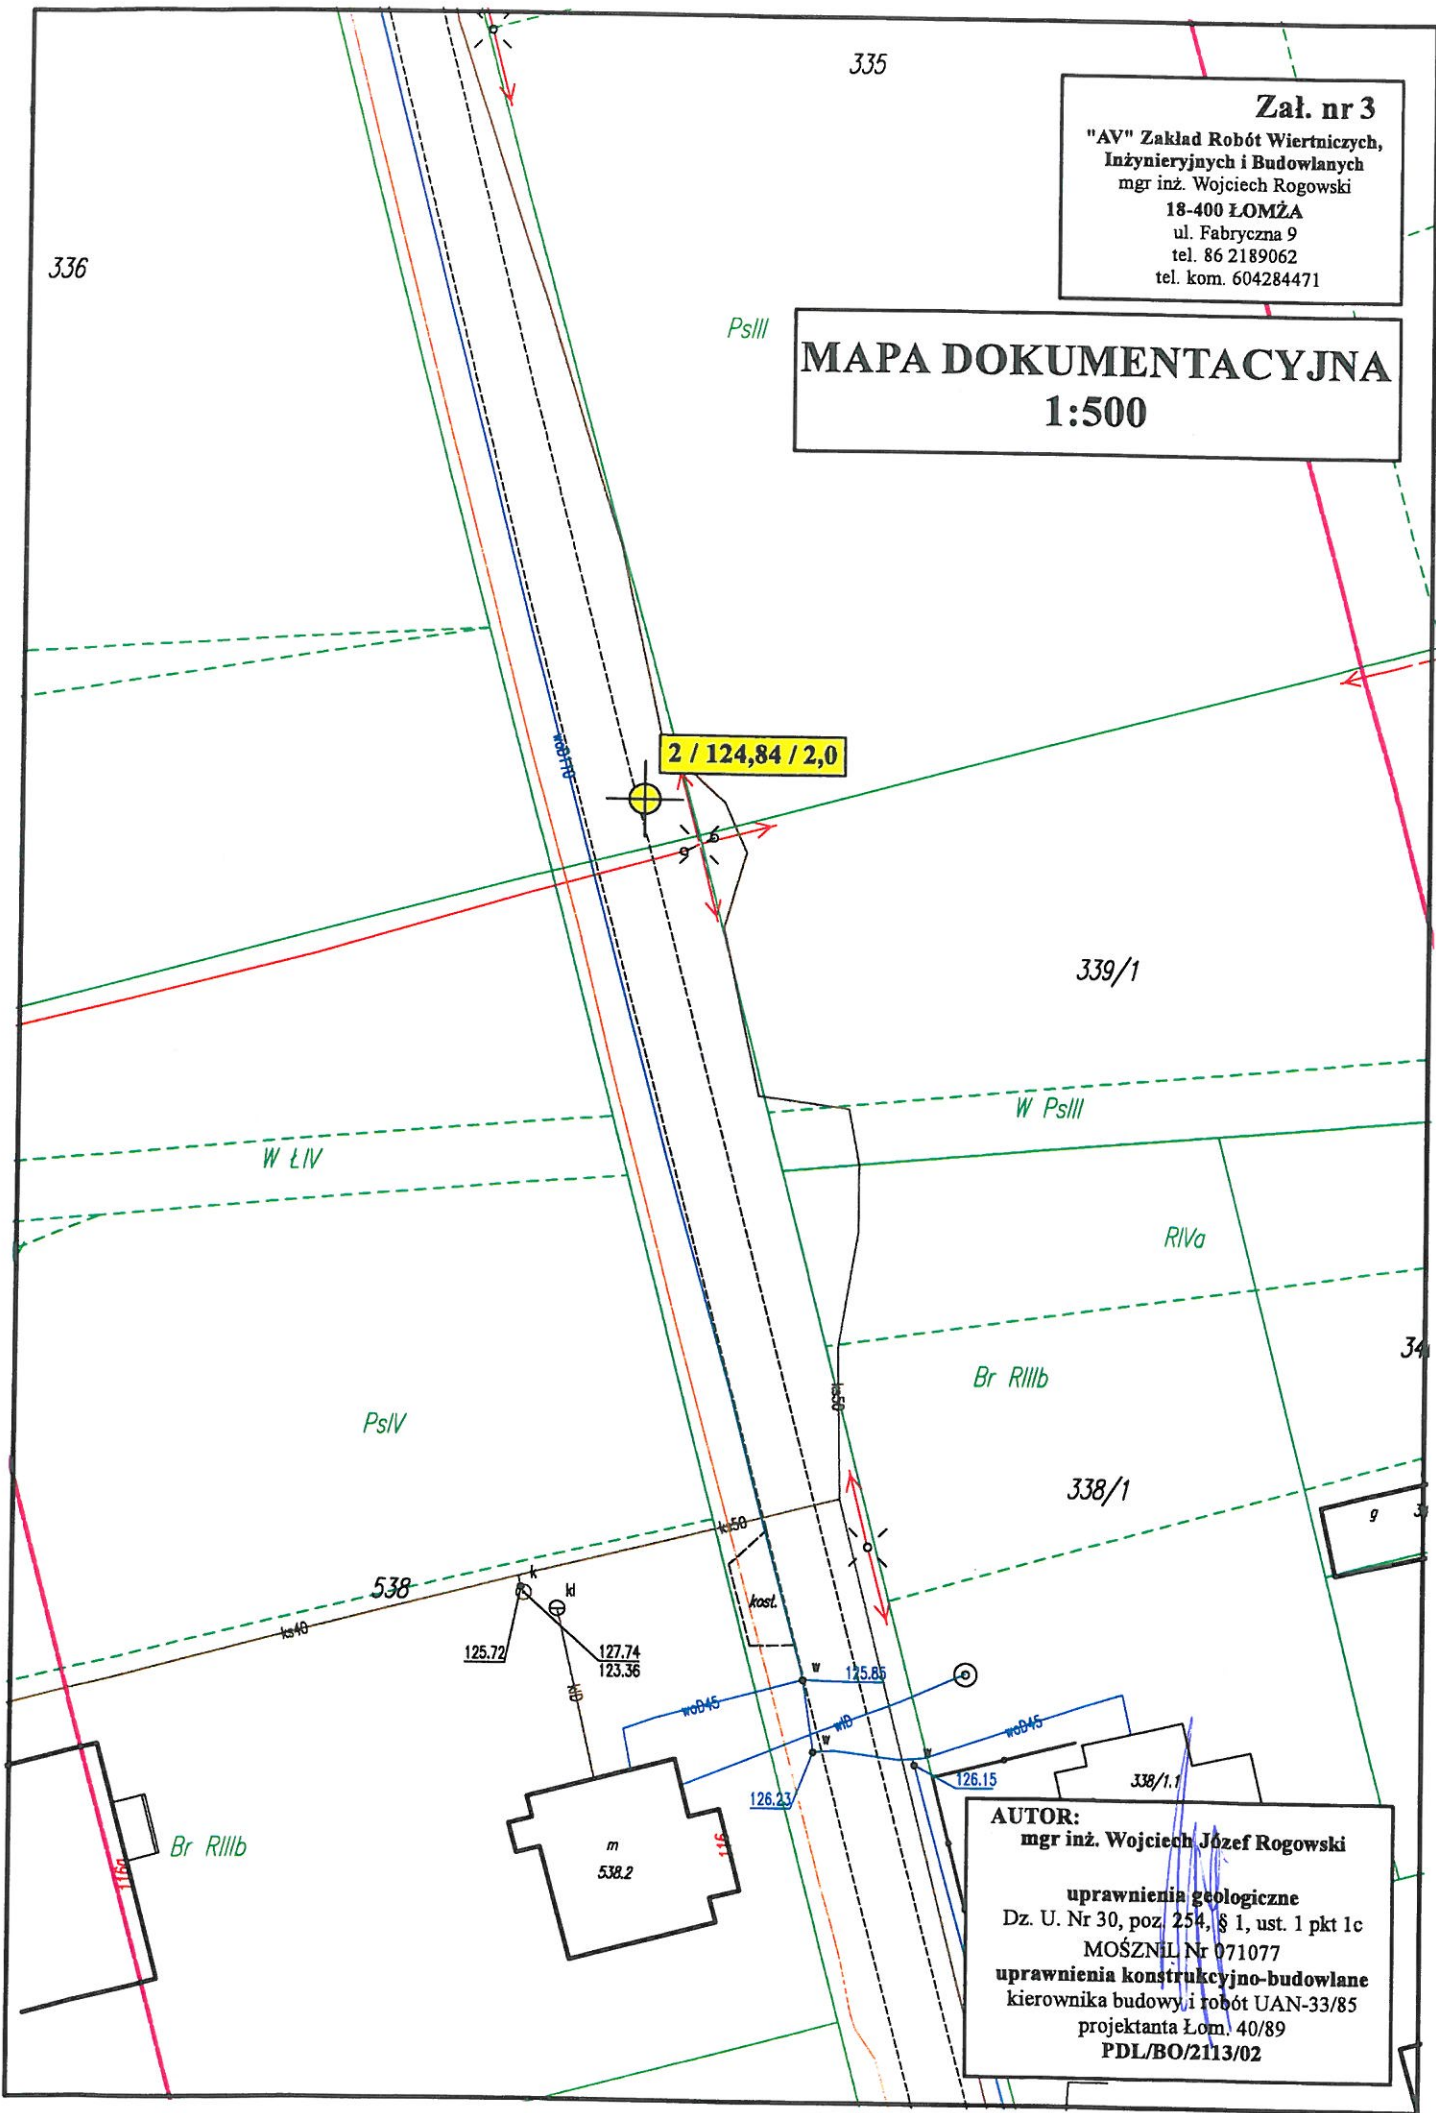 335
Zał. nr 3
"AV" Zakład Robót Wiertniczych,
Inżynieryjnych i Budowlanych
mgr inż. Wojciech Rogowski
18-400 ŁOMŻA
ul. Fabryczna 9
tel. 86 2189062
tel. kom. 604284471
336
PsIII
MAPA DOKUMENTACYJNA
1:500
woD110
2 / 124,84 / 2,0
339/1
W PsIII
W ŁIV
RIVa
34
Br RIIIb
ks50
PsIV
338/1
g
ks50
538
k
kd
kost.
ks40
125.72
127.74
123.36
w
125.85
kD
woD45
wD
woD45
w
w
126.15
126.23
338/1.1
Br RIIIb
116a
m
538.2
116
AUTOR:
mgr inż. Wojciech Józef Rogowski
uprawnienia geologiczne
Dz. U. Nr 30, poz. 254, § 1, ust. 1 pkt 1c
MOŚZNiL Nr 071077
uprawnienia konstrukcyjno-budowlane
kierownika budowy i robót UAN-33/85
projektanta Łom. 40/89
PDL/BO/2113/02